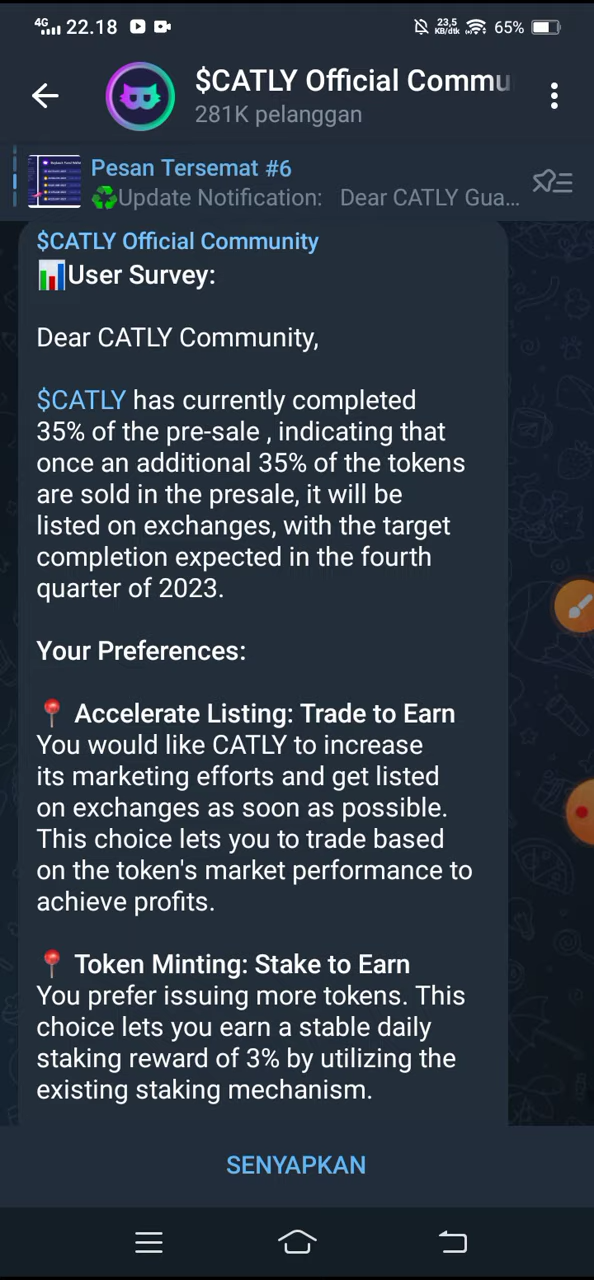 4G 22.18 23,5 KB/dtk 65%
$CATLY Official Commu
281K pelanggan
Pesan Tersemat #6
♻️Update Notification: Dear CATLY Gua...
$CATLY Official Community
📊User Survey:
Dear CATLY Community,
$CATLY has currently completed
35% of the pre-sale , indicating that
once an additional 35% of the tokens
are sold in the presale, it will be
listed on exchanges, with the target
completion expected in the fourth
quarter of 2023.
Your Preferences:
📍 Accelerate Listing: Trade to Earn
You would like CATLY to increase
its marketing efforts and get listed
on exchanges as soon as possible.
This choice lets you to trade based
on the token's market performance to
achieve profits.
📍 Token Minting: Stake to Earn
You prefer issuing more tokens. This
choice lets you earn a stable daily
staking reward of 3% by utilizing the
existing staking mechanism.
SENYAPKAN